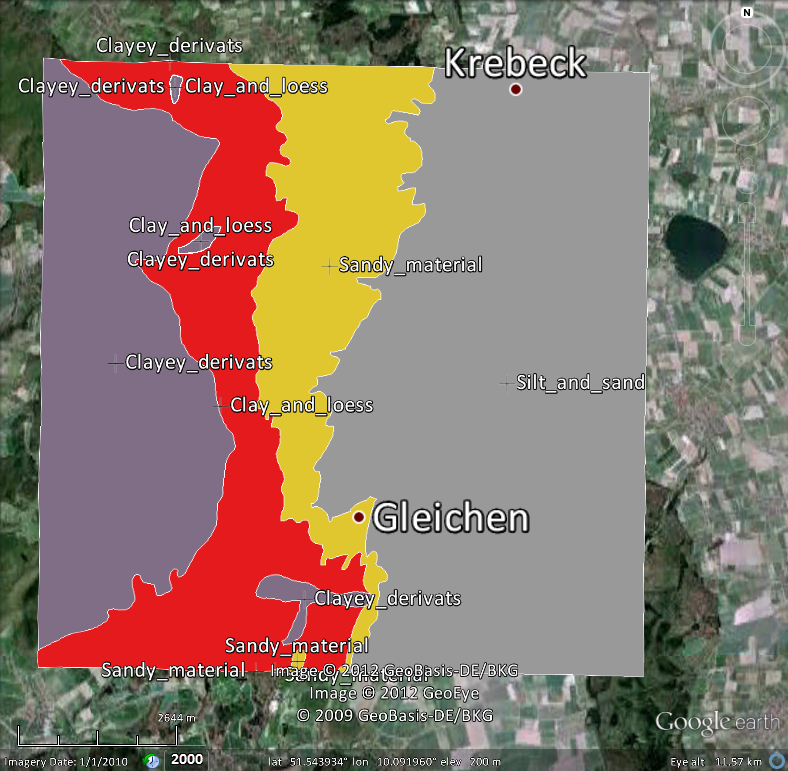 N
Clayey_derivats
Krebeck
Clayey_derivats Clay_and_loess
Clay_and_loess
Clayey_derivats
Sandy_material
Clayey_derivats
Silt_and_sand
Clay_and_loess
Gleichen
Clayey_derivats
Sandy_material
Sandy_material
Image © 2012 GeoBasis-DE/BKG
Sandy_material
Image © 2012 GeoEye
© 2009 GeoBasis-DE/BKG
2644 m
Google earth
Imagery Date: 1/1/2010 2000 lat 51.543934° lon 10.091960° elev 200 m Eye alt 11.57 km